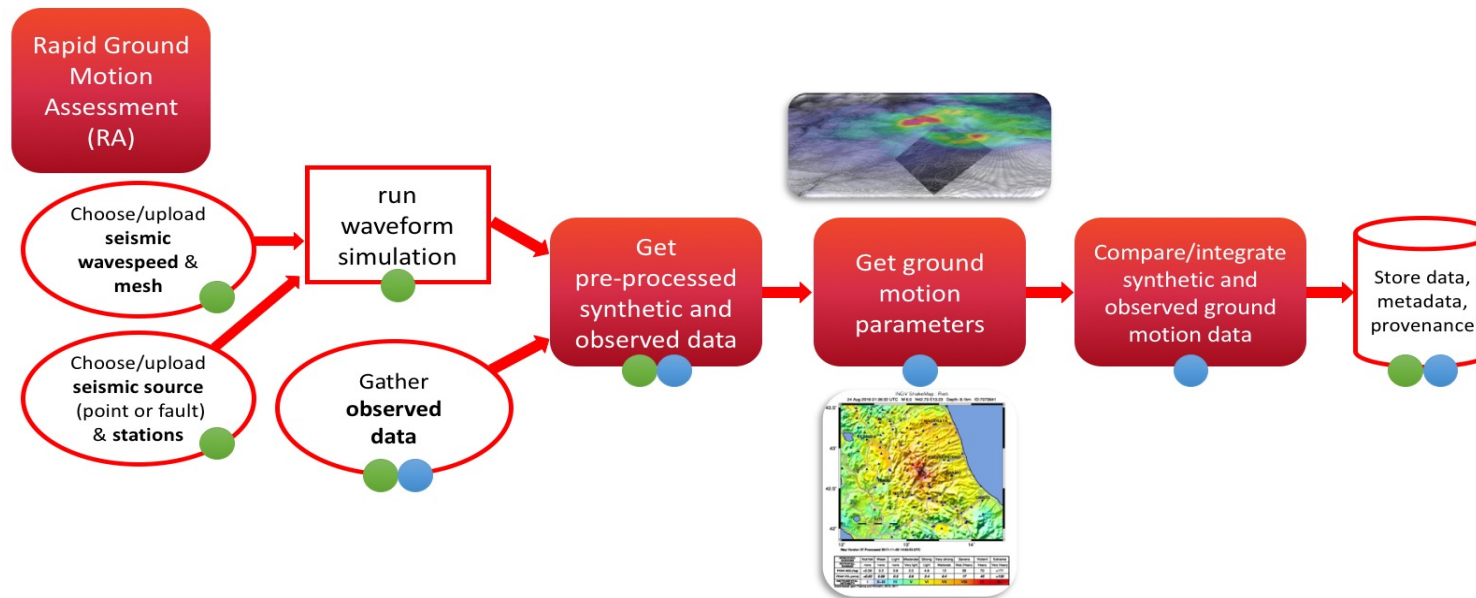 Rapid Ground
Motion
Assessment
(RA)
Choose/upload
seismic
wavespeed &
mesh
Choose/upload
seismic source
(point or fault)
& stations
run
waveform
simulation
Gather
observed
data
Get
pre-processed
synthetic and
observed data
Get ground
motion
parameters
Compare/integrate
synthetic and
observed ground
motion data
Store data,
metadata,
provenance